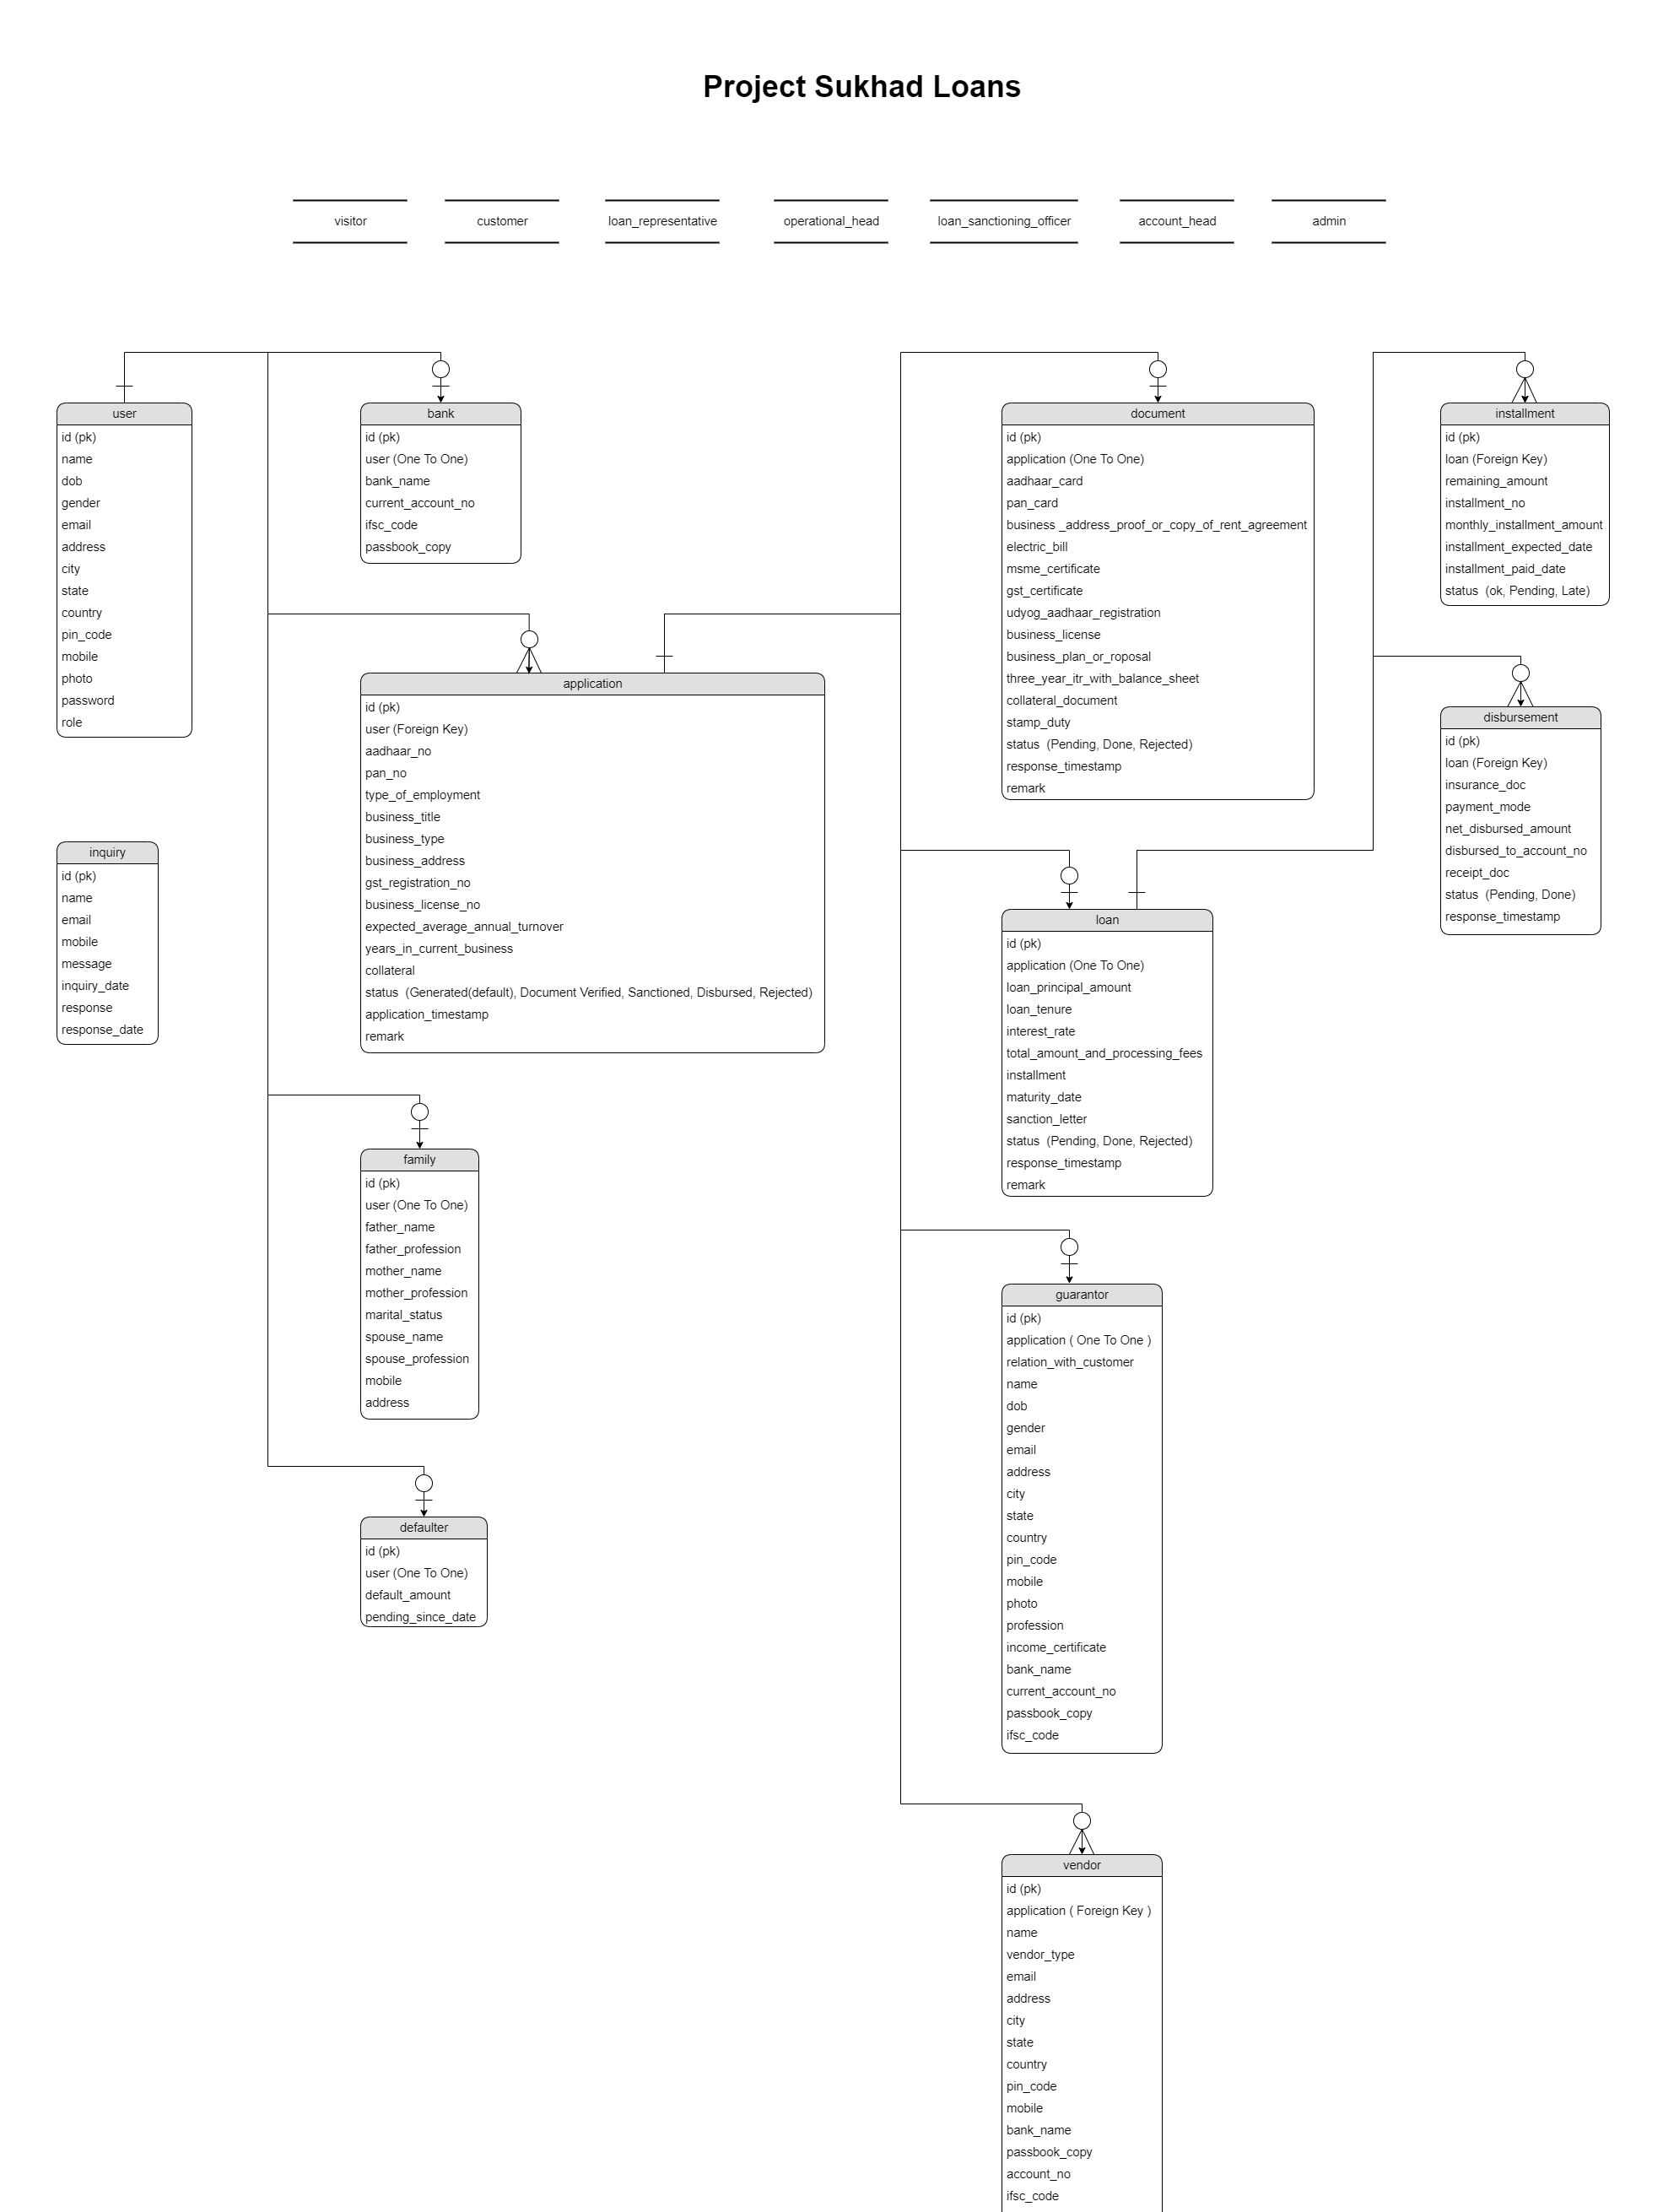 Project Sukhad Loans
visitor
customer
loan_representative
operational_head
loan_sanctioning_officer
account_head
admin
user
id (pk)
name
dob
gender
email
address
city
state
country
pin_code
mobile
photo
password
role
bank
id (pk)
user (One To One)
bank_name
current_account_no
ifsc_code
passbook_copy
document
id (pk)
application (One To One)
aadhaar_card
pan_card
business _address_proof_or_copy_of_rent_agreement
electric_bill
msme_certificate
gst_certificate
udyog_aadhaar_registration
business_license
business_plan_or_roposal
three_year_itr_with_balance_sheet
collateral_document
stamp_duty
status  (Pending, Done, Rejected)
response_timestamp
remark
installment
id (pk)
loan (Foreign Key)
remaining_amount
installment_no
monthly_installment_amount
installment_expected_date
installment_paid_date
status  (ok, Pending, Late)
application
id (pk)
user (Foreign Key)
aadhaar_no
pan_no
type_of_employment
business_title
business_type
business_address
gst_registration_no
business_license_no
expected_average_annual_turnover
years_in_current_business
collateral
status  (Generated(default), Document Verified, Sanctioned, Disbursed, Rejected)
application_timestamp
remark
disbursement
id (pk)
loan (Foreign Key)
insurance_doc
payment_mode
net_disbursed_amount
disbursed_to_account_no
receipt_doc
status  (Pending, Done)
response_timestamp
inquiry
id (pk)
name
email
mobile
message
inquiry_date
response
response_date
loan
id (pk)
application (One To One)
loan_principal_amount
loan_tenure
interest_rate
total_amount_and_processing_fees
installment
maturity_date
sanction_letter
status  (Pending, Done, Rejected)
response_timestamp
remark
family
id (pk)
user (One To One)
father_name
father_profession
mother_name
mother_profession
marital_status
spouse_name
spouse_profession
mobile
address
guarantor
id (pk)
application ( One To One )
relation_with_customer
name
dob
gender
email
address
city
state
country
pin_code
mobile
photo
profession
income_certificate
bank_name
current_account_no
passbook_copy
ifsc_code
defaulter
id (pk)
user (One To One)
default_amount
pending_since_date
vendor
id (pk)
application ( Foreign Key )
name
vendor_type
email
address
city
state
country
pin_code
mobile
bank_name
passbook_copy
account_no
ifsc_code